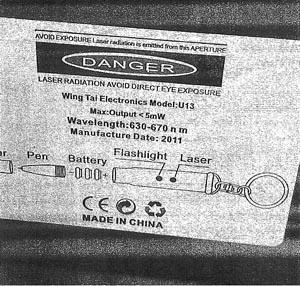 AVOID EXPOSURE Laser radiation is emitted from this APERTURE
DANGER
LASER RADIATION AVOID DIRECT EYE EXPOSURE
Wing Tai Electronics Model:U13
Max:Output < 5mW
Wavelength:630-670 n m
Manufacture Date: 2011
Pen Battery Flashlight Laser
CE
MADE IN CHINA